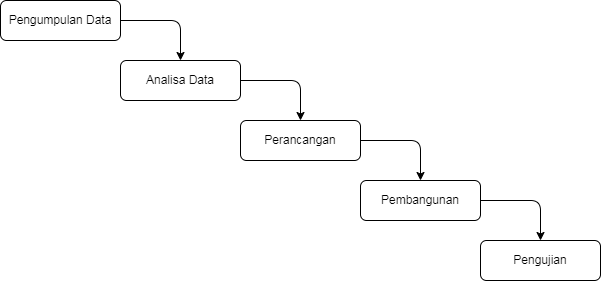 Pengumpulan Data
Analisa Data
Perancangan
Pembangunan
Pengujian